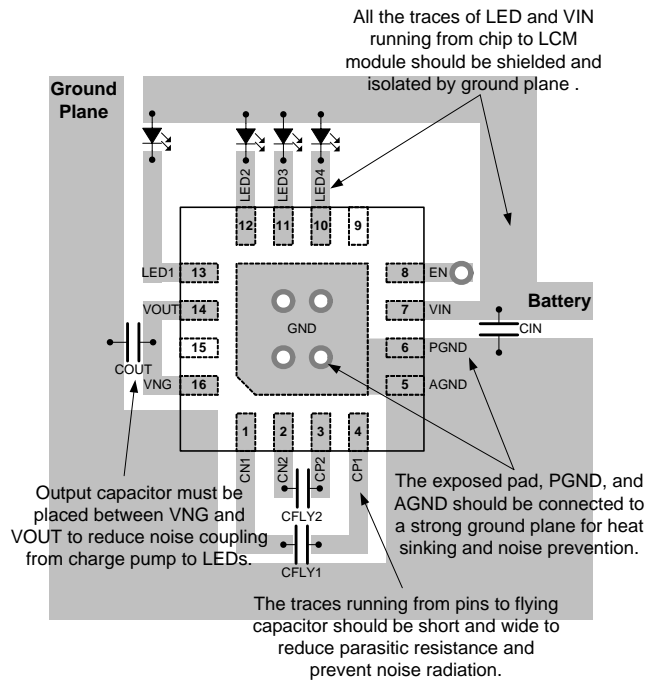 All the traces of LED and VIN
running from chip to LCM
module should be shielded and
isolated by ground plane .
Ground
Plane
LED2
LED3
LED4
12
11
10
9
LED1
13
8
EN
VOUT
14
7
VIN
Battery
15
GND
6
PGND
CIN
COUT
VNG
16
5
AGND
1
2
3
4
CN1
CN2
CP2
CP1
CFLY2
CFLY1
Output capacitor must be
placed between VNG and
VOUT to reduce noise coupling
from charge pump to LEDs.
The exposed pad, PGND, and
AGND should be connected to
a strong ground plane for heat
sinking and noise prevention.
The traces running from pins to flying
capacitor should be short and wide to
reduce parasitic resistance and
prevent noise radiation.